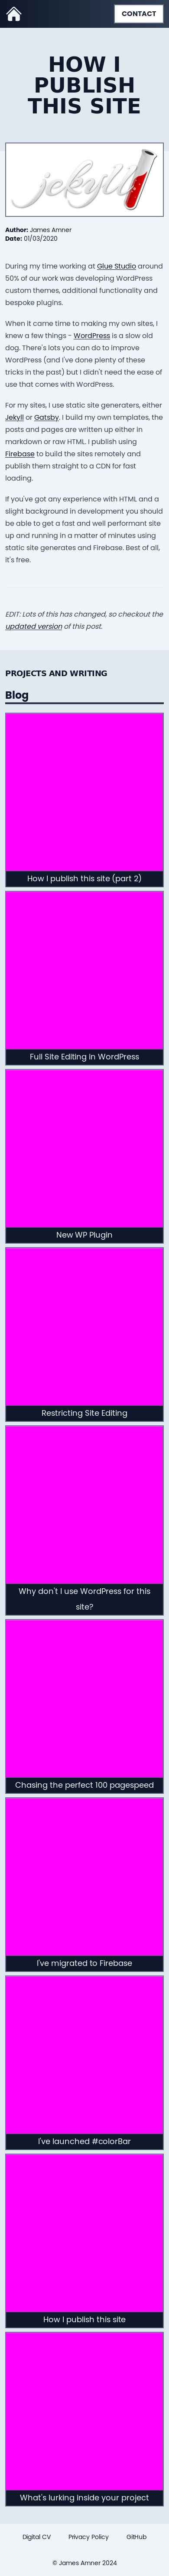 CONTACT
HOW I
PUBLISH
THIS SITE
jekyll
Author: James Amner
Date: 01/03/2020
During my time working at Glue Studio around
50% of our work was developing WordPress
custom themes, additional functionality and
bespoke plugins.
When it came time to making my own sites, I
knew a few things - WordPress is a slow old
dog. There's lots you can do to improve
WordPress (and I've done plenty of these
tasks in the past) but I didn't need the ease of
use that comes with WordPress.
For my sites, I use static site generators, either
Jekyll or Gatsby. I build my own templates, the
posts and pages are written up either in
markdown or raw HTML. I publish using
Firebase to build the sites remotely and
publish them straight to a CDN for fast
loading.
If you've got any experience with HTML and a
slight background in development you should
be able to get a fast and well performant site
up and running in a matter of minutes using
static site generates and Firebase. Best of all,
it's free.
EDIT: Lots of this has changed, so checkout the
updated version of this post.
PROJECTS AND WRITING
Blog
How I publish this site (part 2)
Full Site Editing in WordPress
New WP Plugin
Restricting Site Editing
Why don't I use WordPress for this
site?
Chasing the perfect 100 pagespeed
I've migrated to Firebase
I've launched #colorBar
How I publish this site
What's lurking inside your project
Digital CV Privacy Policy GitHub
© James Amner 2024